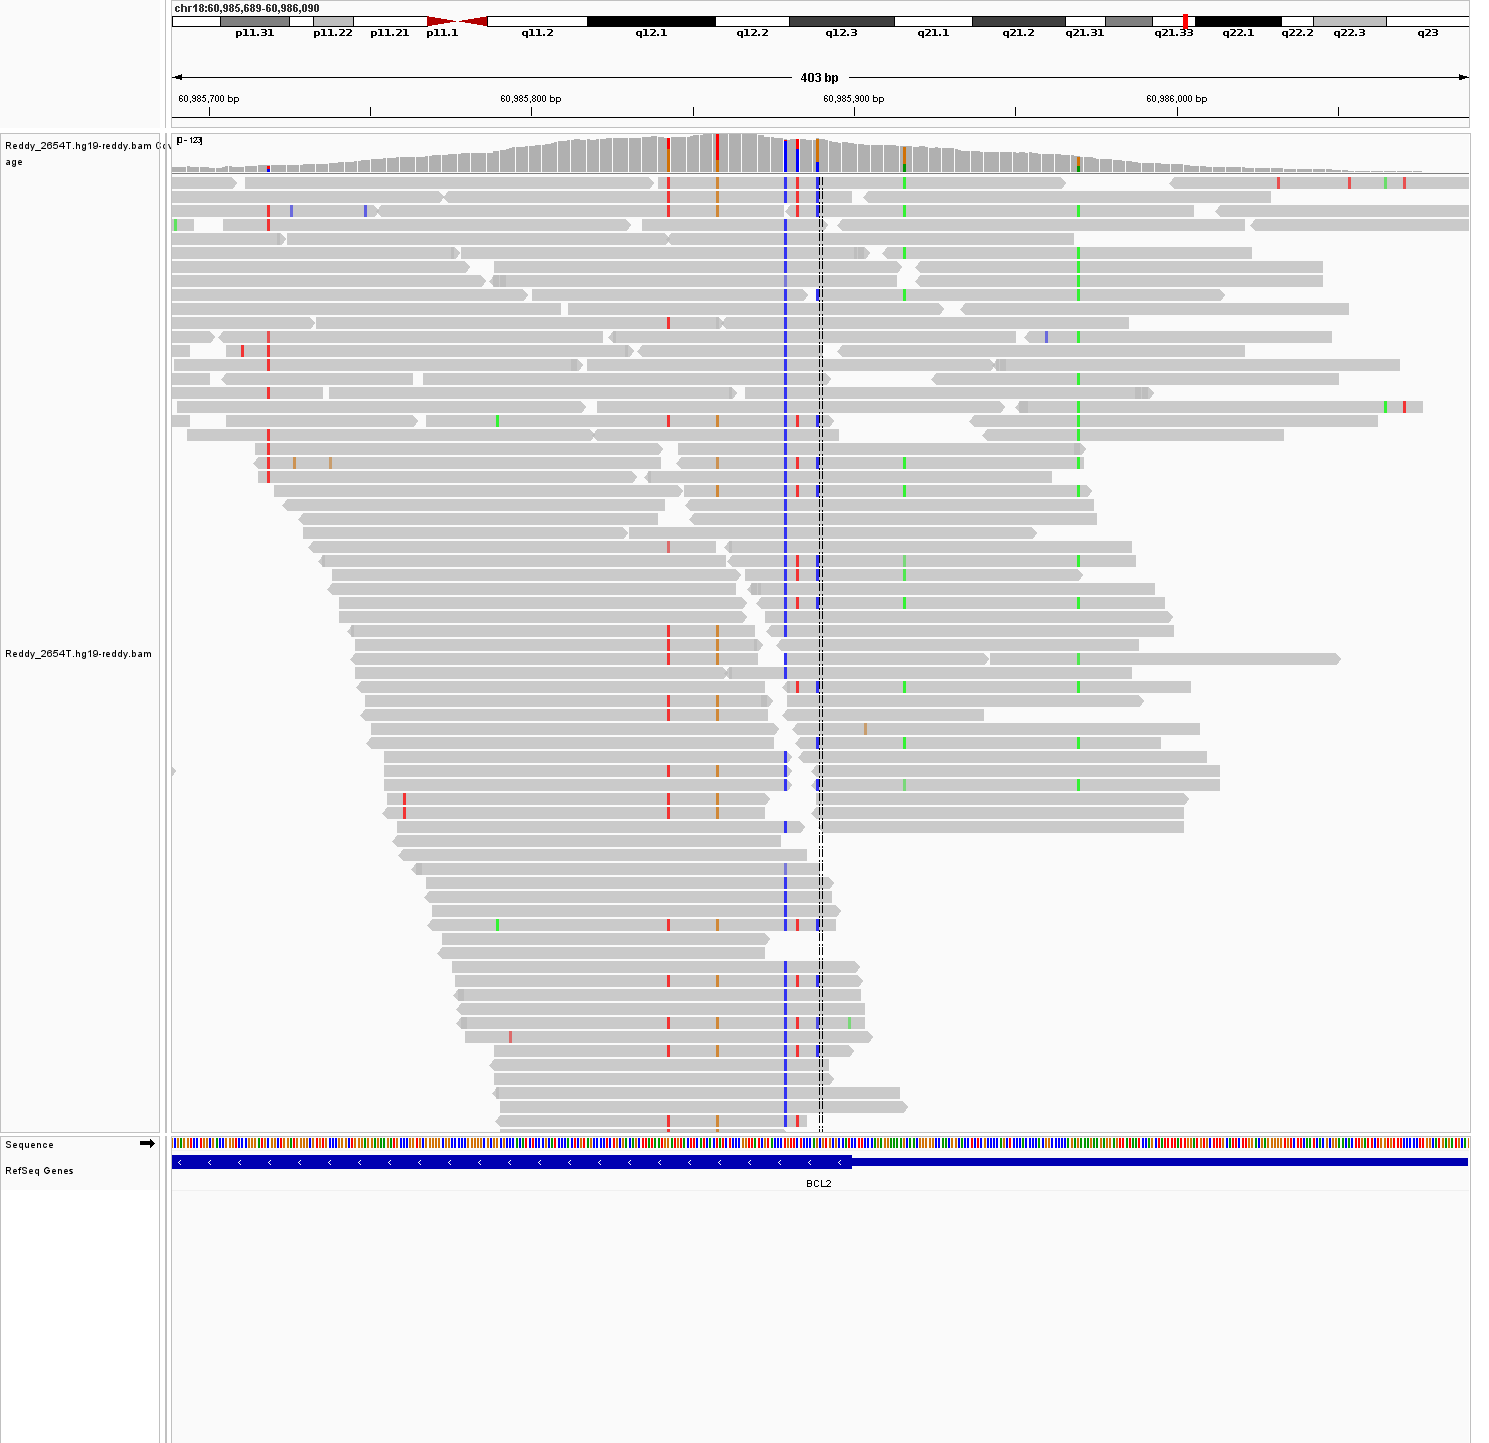 chr18:60,985,689-60,986,090
p11.31 p11.22 p11.21 p11.1 q11.2 q12.1 q12.2 q12.3 q21.1 q21.2 q21.31 q21.33 q22.1 q22.2 q22.3 q23
403 bp
60,985,700 bp 60,985,800 bp 60,985,900 bp 60,986,000 bp
Reddy_2654T.hg19-reddy.bam Cov
age
[0 - 123]
Reddy_2654T.hg19-reddy.bam
Sequence
RefSeq Genes
BCL2